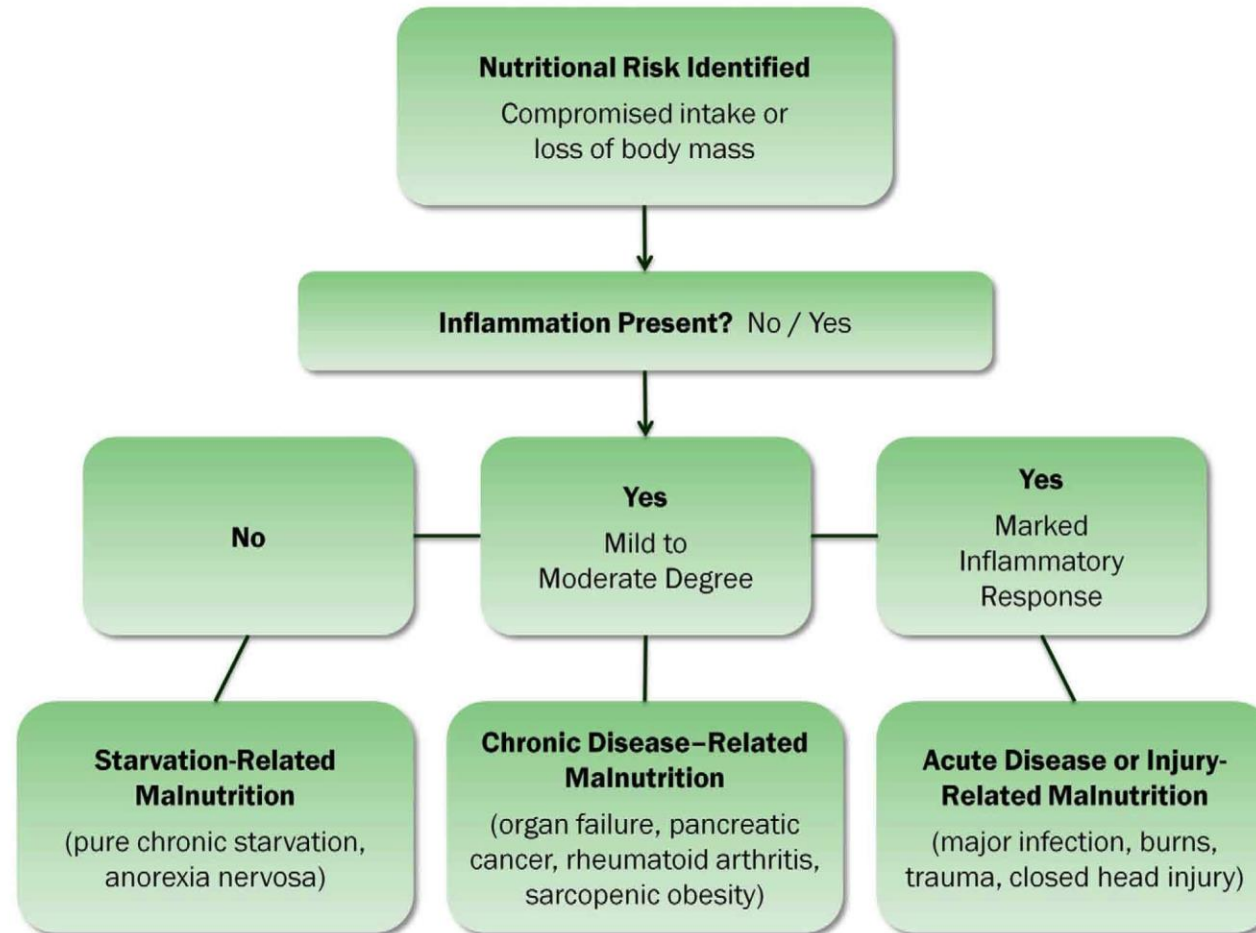 Nutritional Risk Identified
Compromised intake or
loss of body mass
Inflammation Present? No / Yes
No
Yes
Mild to
Moderate Degree
Yes
Marked
Inflammatory
Response
Starvation-Related
Malnutrition
(pure chronic starvation,
anorexia nervosa)
Chronic Disease–Related
Malnutrition
(organ failure, pancreatic
cancer, rheumatoid arthritis,
sarcopenic obesity)
Acute Disease or Injury-
Related Malnutrition
(major infection, burns,
trauma, closed head injury)